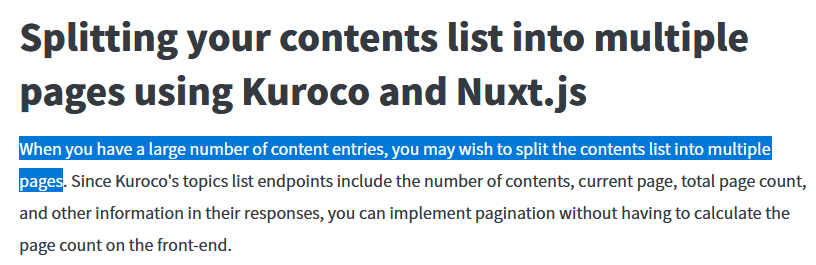 Splitting your contents list into multiple
pages using Kuroco and Nuxt.js
When you have a large number of content entries, you may wish to split the contents list into multiple
pages. Since Kuroco's topics list endpoints include the number of contents, current page, total page count,
and other information in their responses, you can implement pagination without having to calculate the
page count on the front-end.